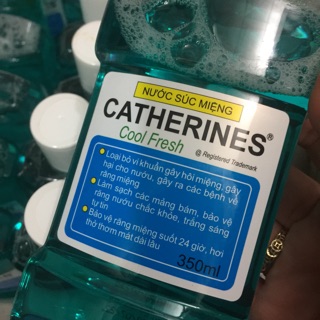 NƯỚC SÚC MIỆNG
CATHERINES®
Cool Fresh
@ Registered Trademark
• Loại bỏ vi khuẩn gây hôi miệng, gây
hại cho nướu, gây ra các bệnh về
răng miệng
• Làm sạch các mảng bám, bảo vệ
răng nướu chắc khỏe, trắng sáng
tự tin
• Bảo vệ răng miệng suốt 24 giờ, hơi
thở thơm mát dài lâu
350ml